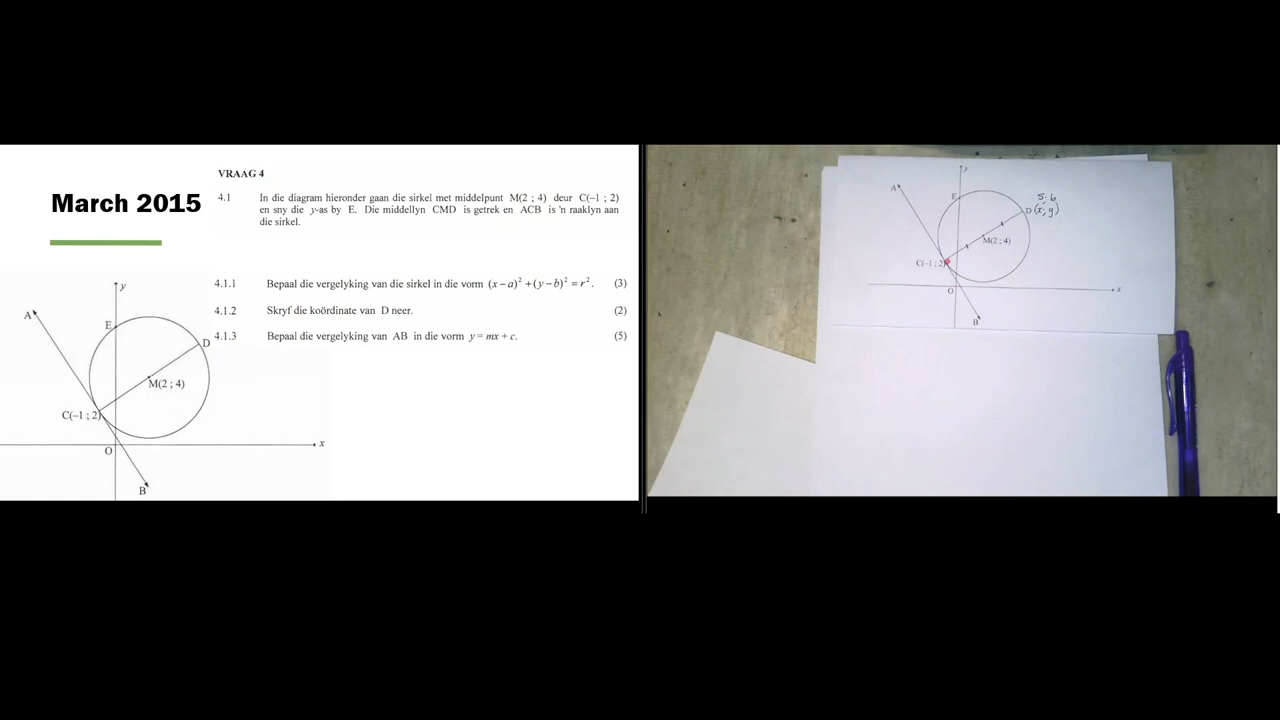 March 2015
VRAAG 4
4.1 In die diagram hieronder gaan die sirkel met middelpunt M(2 ; 4) deur C(–1 ; 2)
en sny die y-as by E. Die middellyn CMD is getrek en ACB is 'n raaklyn aan
die sirkel.
4.1.1 Bepaal die vergelyking van die sirkel in die vorm (x – a)² + (y – b)² = r². (3)
4.1.2 Skryf die koördinate van D neer. (2)
4.1.3 Bepaal die vergelyking van AB in die vorm y = mx + c. (5)
y
A
E
D
M(2 ; 4)
C(–1 ; 2)
x
O
B
y
A
E
5; 6
D (x; y)
M(2 ; 4)
C(–1 ; 2)
x
O
B